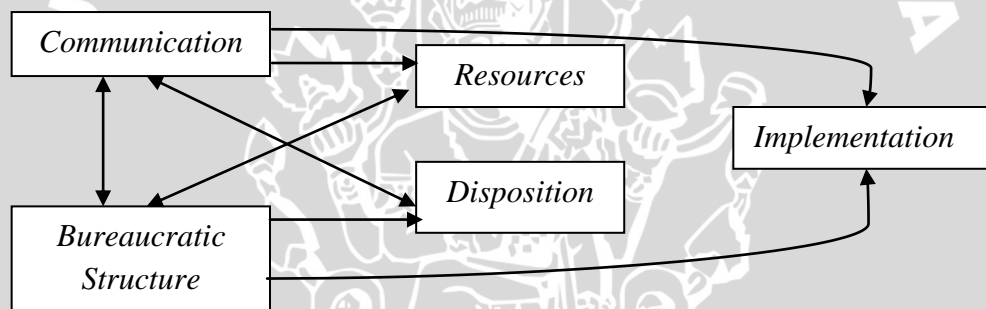 Communication
Resources
Implementation
Disposition
Bureaucratic
Structure
A